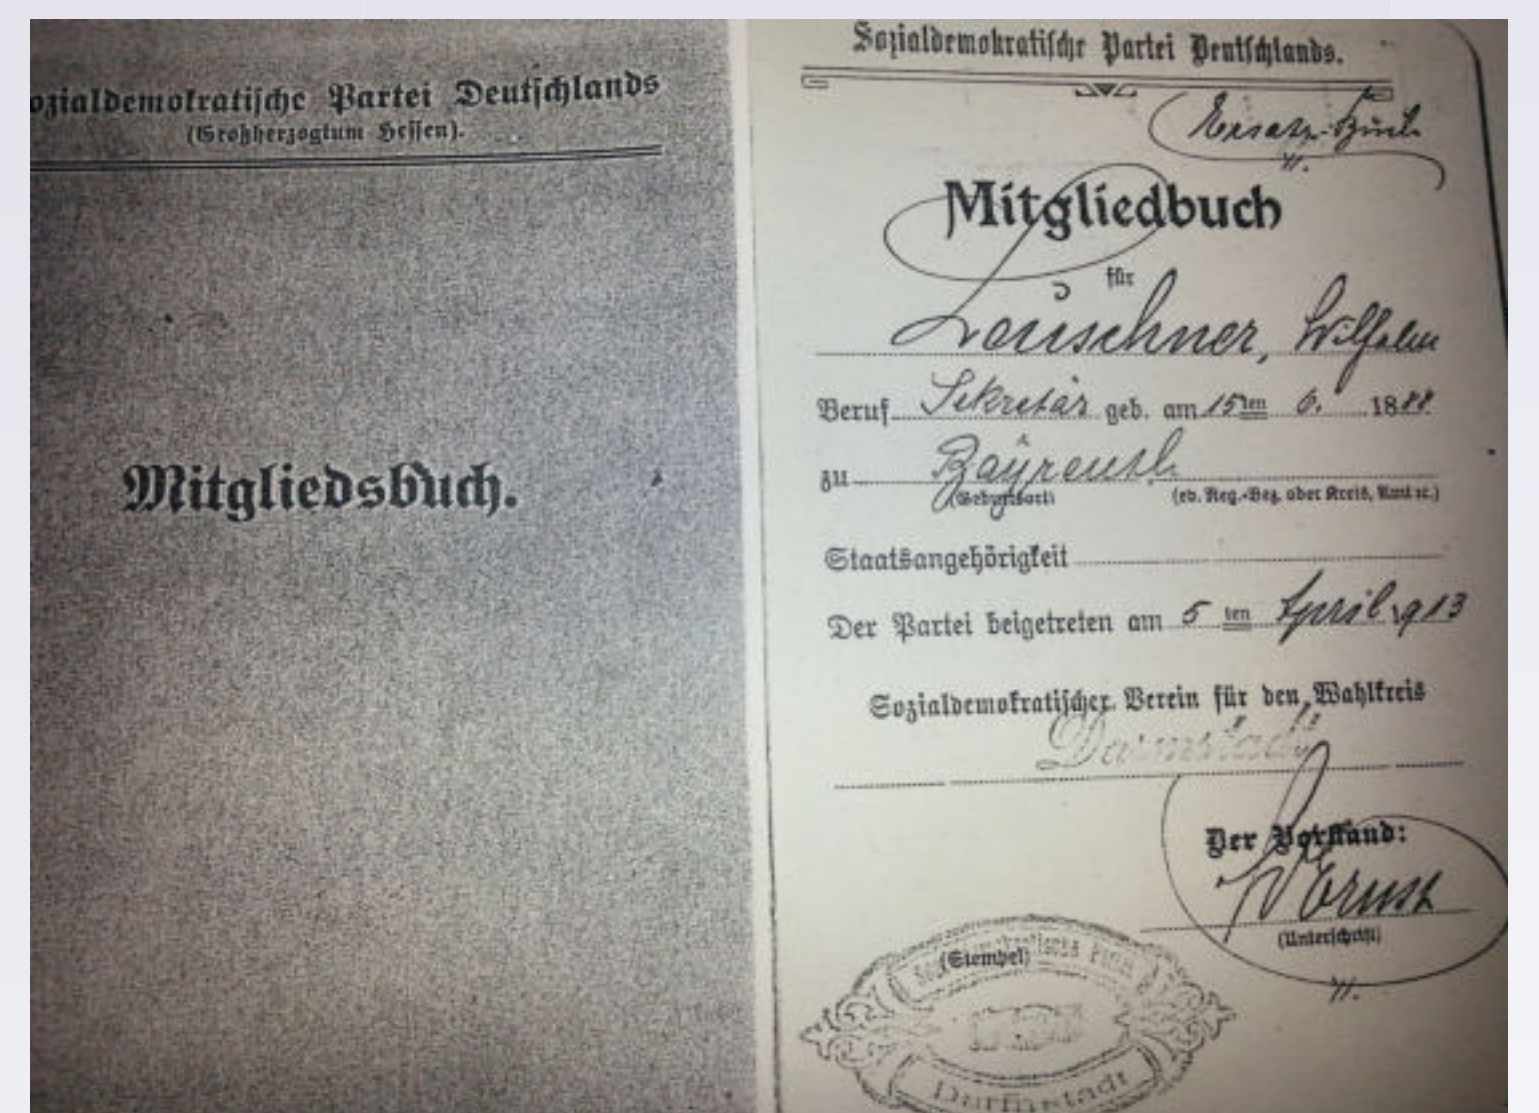 ozialdemokratische Partei Deutschlands
(Großherzogtum Hessen).
Mitgliedsbuch.
Sozialdemokratische Partei Deutschlands.
Ersatz-Buch
Mitgliedbuch
für
Leuschner, Wilhelm
Beruf Sekretär geb. am 15ten 6. 1888
zu Bayreuth
(Geburtsort) (ev. Reg.-Bez. oder Kreis, Amt rc.)
Staatsangehörigkeit
Der Partei beigetreten am 5ten April 1913
Sozialdemokratischer Verein für den Wahlkreis
Darmstadt
Der Vorstand:
(Unterschrift)
(Stempel)
Darmstadt